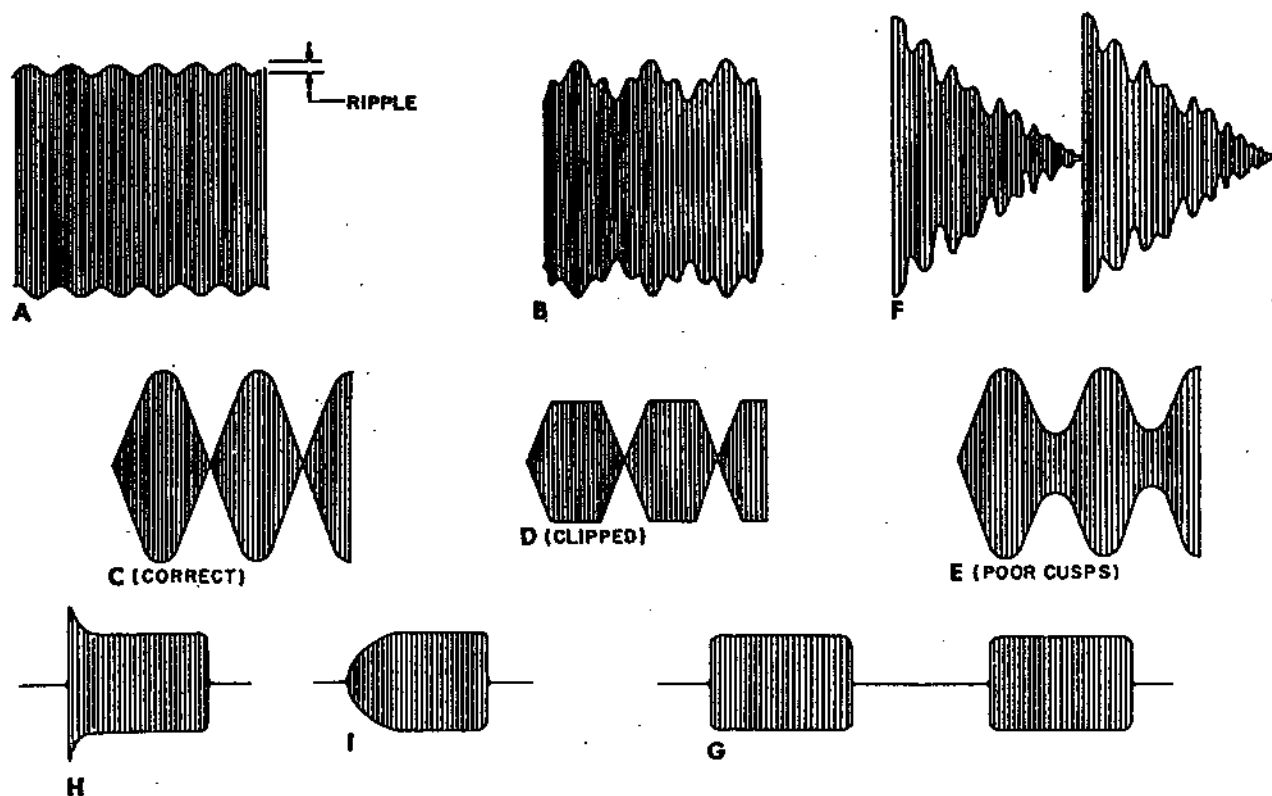 RIPPLE
A
B
F
C (CORRECT)
D (CLIPPED)
E (POOR CUSPS)
H
I
G